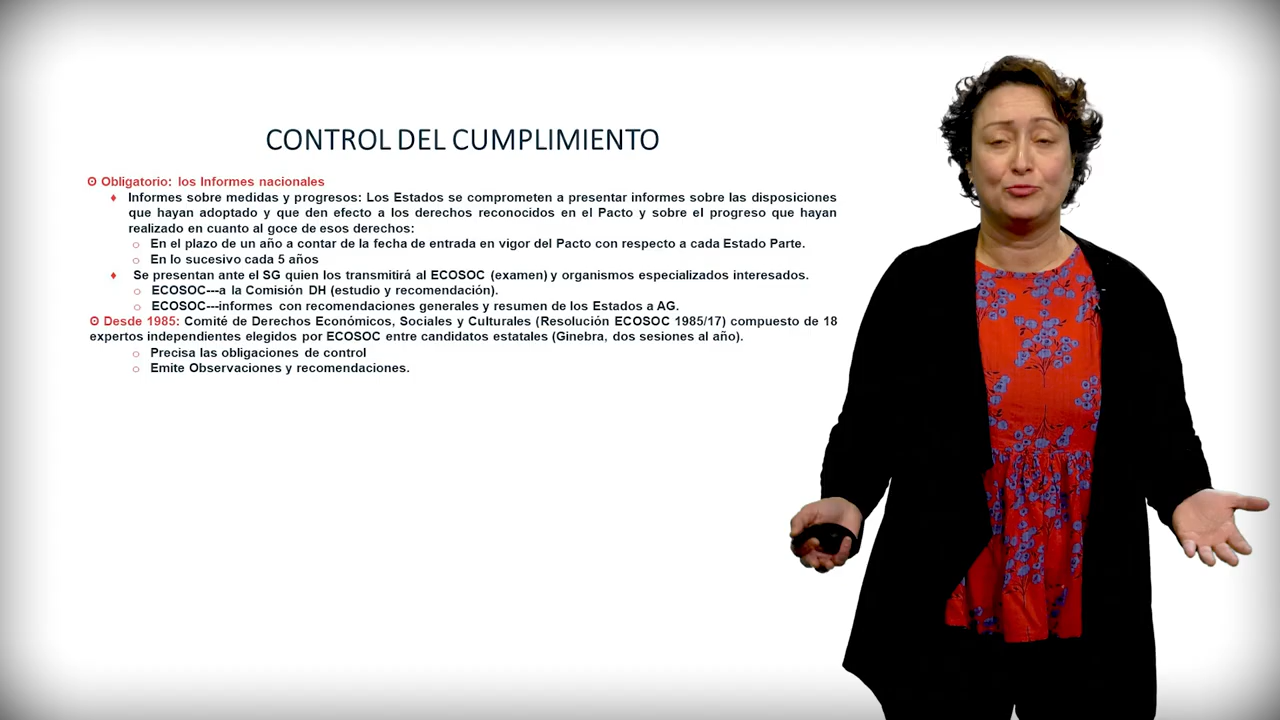 CONTROL DEL CUMPLIMIENTO
ʘ Obligatorio: los Informes nacionales
♦ Informes sobre medidas y progresos: Los Estados se comprometen a presentar informes sobre las disposiciones
que hayan adoptado y que den efecto a los derechos reconocidos en el Pacto y sobre el progreso que hayan
realizado en cuanto al goce de esos derechos:
○ En el plazo de un año a contar de la fecha de entrada en vigor del Pacto con respecto a cada Estado Parte.
○ En lo sucesivo cada 5 años
♦ Se presentan ante el SG quien los transmitirá al ECOSOC (examen) y organismos especializados interesados.
○ ECOSOC---a la Comisión DH (estudio y recomendación).
○ ECOSOC---informes con recomendaciones generales y resumen de los Estados a AG.
ʘ Desde 1985: Comité de Derechos Económicos, Sociales y Culturales (Resolución ECOSOC 1985/17) compuesto de 18
expertos independientes elegidos por ECOSOC entre candidatos estatales (Ginebra, dos sesiones al año).
○ Precisa las obligaciones de control
○ Emite Observaciones y recomendaciones.